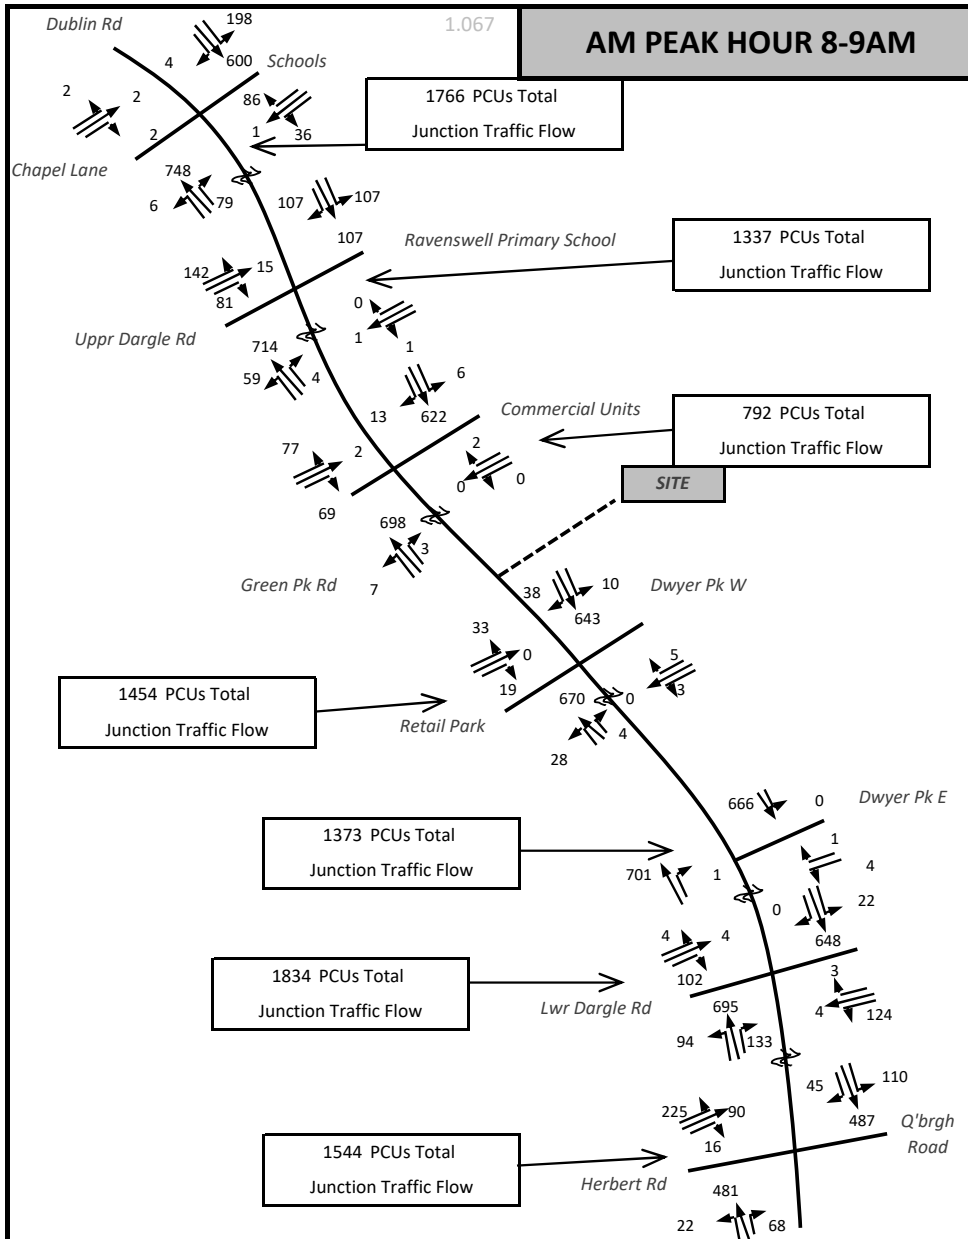 1.067
AM PEAK HOUR 8-9AM
Dublin Rd
198
4
600
Schools
2
2
86
1766 PCUs Total
Junction Traffic Flow
2
1
36
Chapel Lane
748
6
79
107
107
107
Ravenswell Primary School
1337 PCUs Total
Junction Traffic Flow
142
15
81
0
Uppr Dargle Rd
1
1
714
59
4
6
13
622
Commercial Units
792 PCUs Total
Junction Traffic Flow
77
2
2
0
0
SITE
69
698
3
Green Pk Rd
7
38
10
643
Dwyer Pk W
33
0
5
19
3
1454 PCUs Total
Junction Traffic Flow
670
0
Retail Park
4
28
666
0
Dwyer Pk E
1373 PCUs Total
Junction Traffic Flow
1
4
701
1
0
22
4
4
648
1834 PCUs Total
Junction Traffic Flow
102
3
Lwr Dargle Rd
695
4
124
94
133
45
110
225
90
487
Q'brgh
Road
16
1544 PCUs Total
Junction Traffic Flow
Herbert Rd
481
22
68